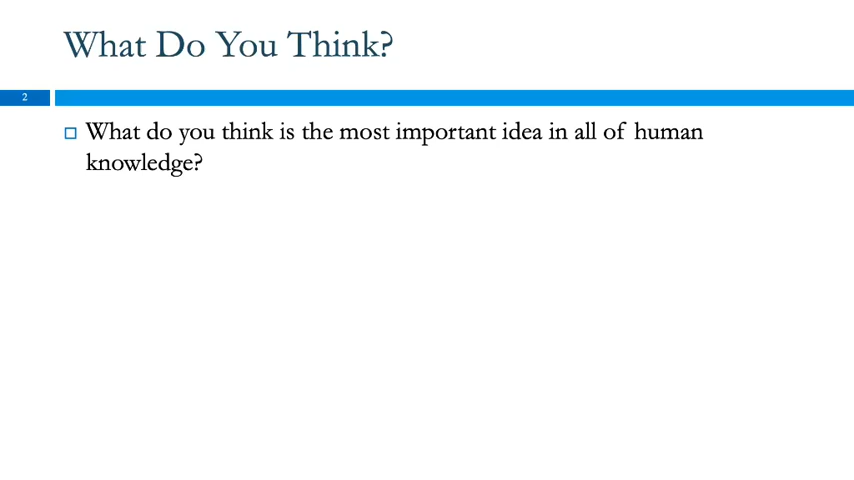 What Do You Think?
2
What do you think is the most important idea in all of human
knowledge?